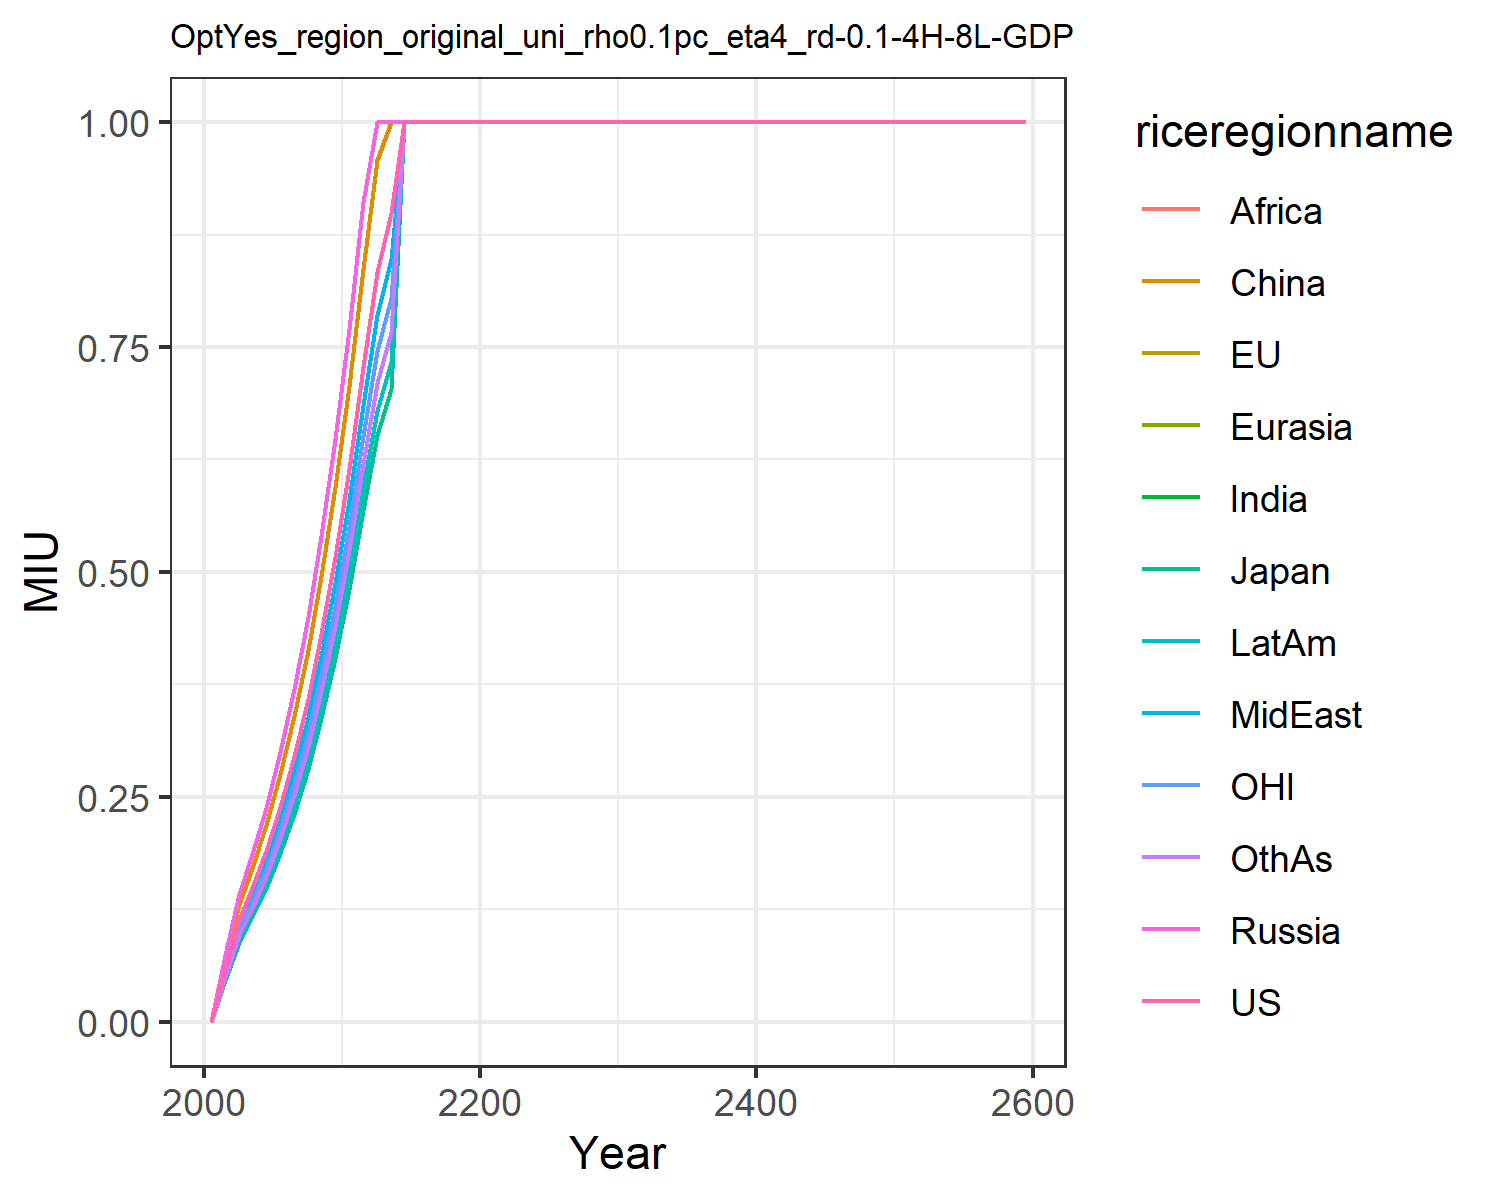 OptYes_region_original_uni_rho0.1pc_eta4_rd-0.1-4H-8L-GDP
1.00
0.75
0.50
0.25
0.00
MIU
2000 2200 2400 2600
Year
riceregionname
Africa
China
EU
Eurasia
India
Japan
LatAm
MidEast
OHI
OthAs
Russia
US